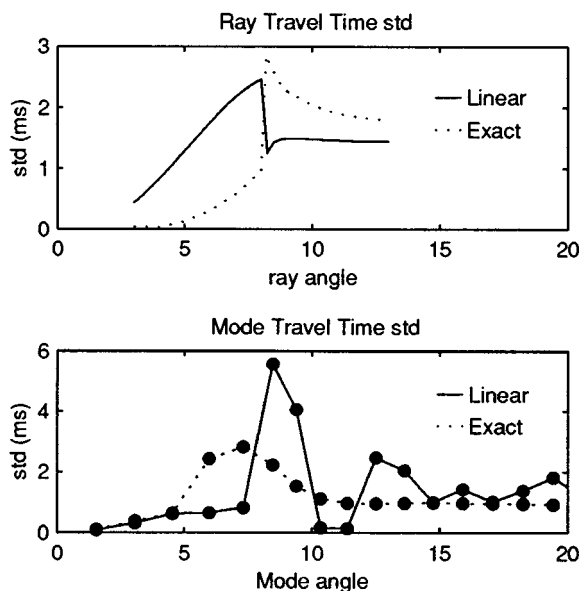 Ray Travel Time std
3
2
1
0
std (ms)
Linear
Exact
0
5
10
15
20
ray angle
Mode Travel Time std
6
4
2
0
std (ms)
Linear
Exact
0
5
10
15
20
Mode angle